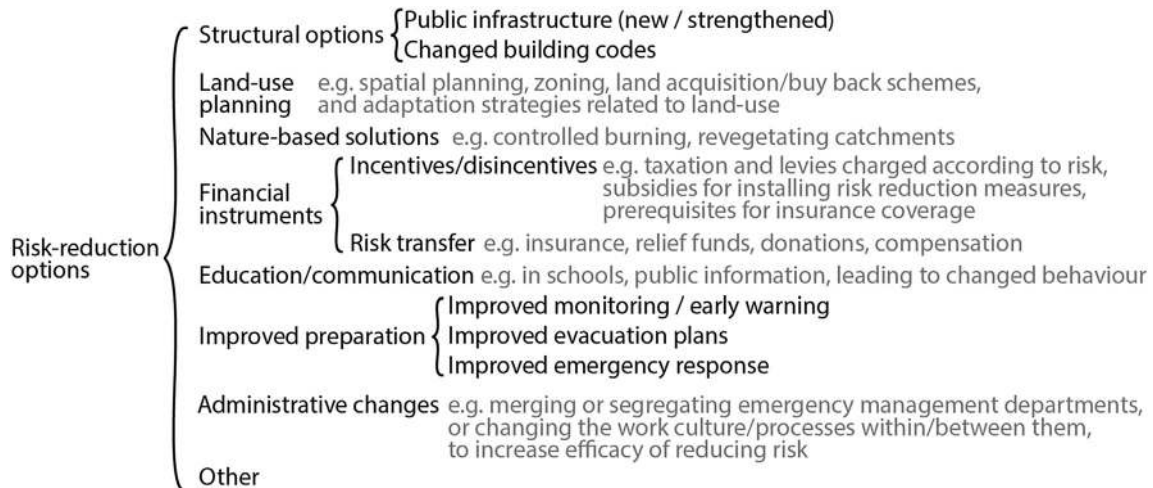 Structural options
Public infrastructure (new / strengthened)
Changed building codes
Land-use
planning
e.g. spatial planning, zoning, land acquisition/buy back schemes,
and adaptation strategies related to land-use
Nature-based solutions e.g. controlled burning, revegetating catchments
Financial
instruments
Incentives/disincentives e.g. taxation and levies charged according to risk,
subsidies for installing risk reduction measures,
prerequisites for insurance coverage
Risk transfer e.g. insurance, relief funds, donations, compensation
Risk-reduction
options
Education/communication e.g. in schools, public information, leading to changed behaviour
Improved preparation
Improved monitoring / early warning
Improved evacuation plans
Improved emergency response
Administrative changes e.g. merging or segregating emergency management departments,
or changing the work culture/processes within/between them,
to increase efficacy of reducing risk
Other